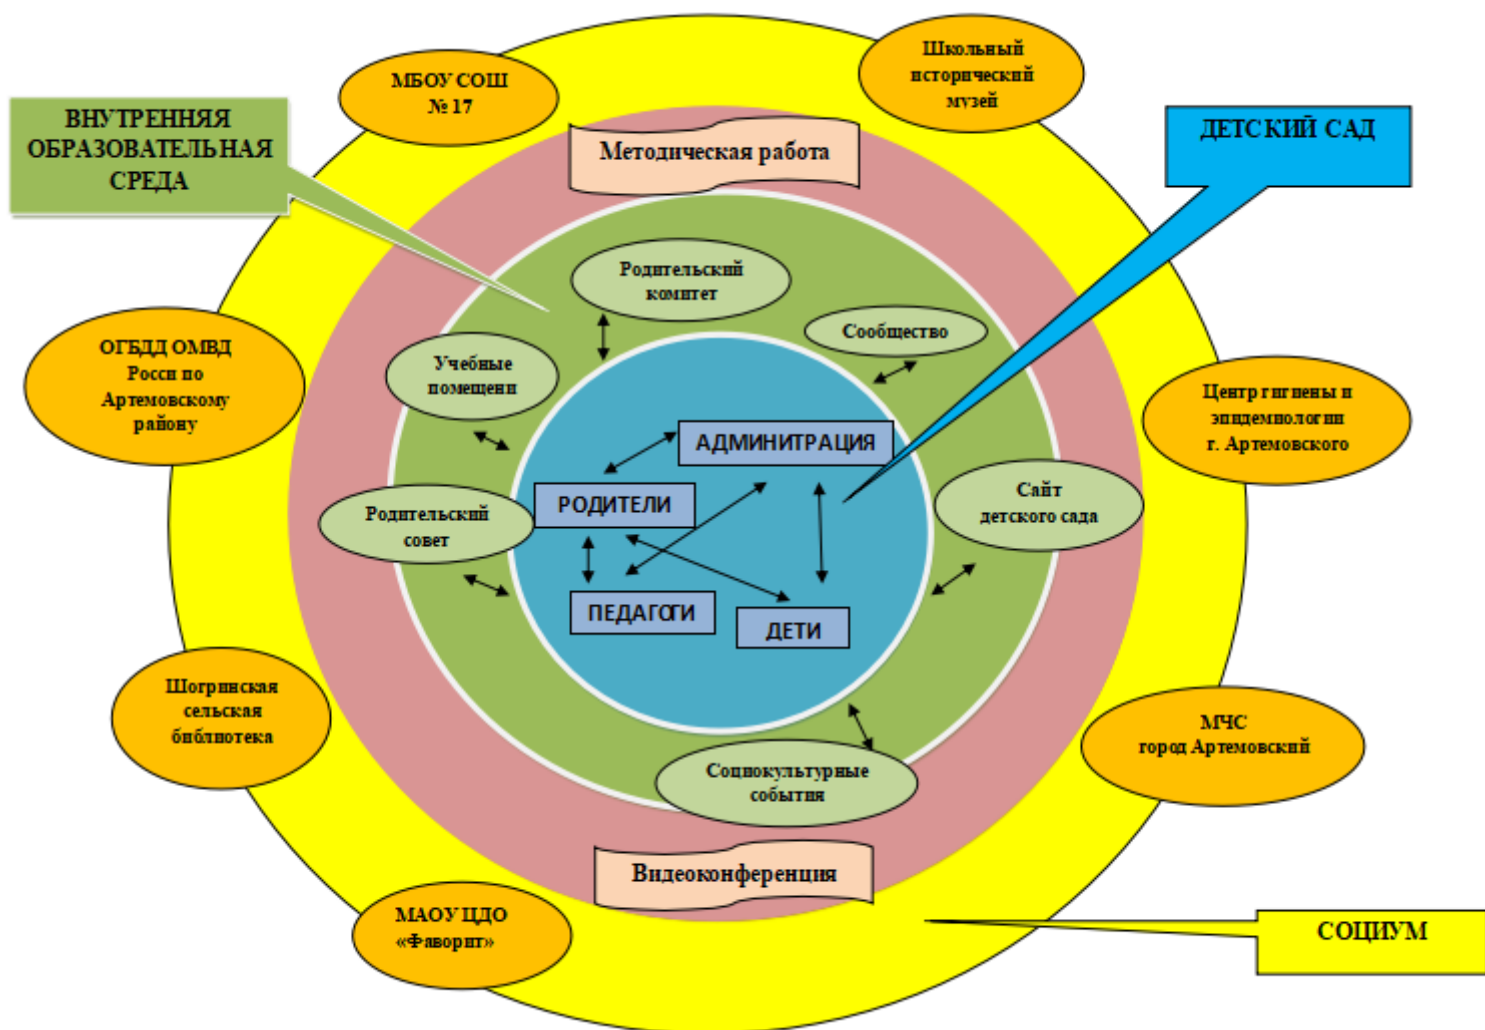 МБОУ СОШ
№ 17
Школьный
исторический
музей
ВНУТРЕННЯЯ
ОБРАЗОВАТЕЛЬНАЯ
СРЕДА
ДЕТСКИЙ САД
Методическая работа
Родительский
комитет
Сообщество
Учебные
помещени
ОГБДД ОМВД
Росси по
Артемовскому
району
Центр гигиены и
эпидемиологии
г. Артемовского
АДМИНИТРАЦИЯ
РОДИТЕЛИ
Сайт
детского сада
Родительский
совет
ПЕДАГОГИ
ДЕТИ
Шогринская
сельская
библиотека
МЧС
город Артемовский
Социокультурные
события
Видеоконференция
МАОУ ЦДО
«Фаворит»
СОЦИУМ